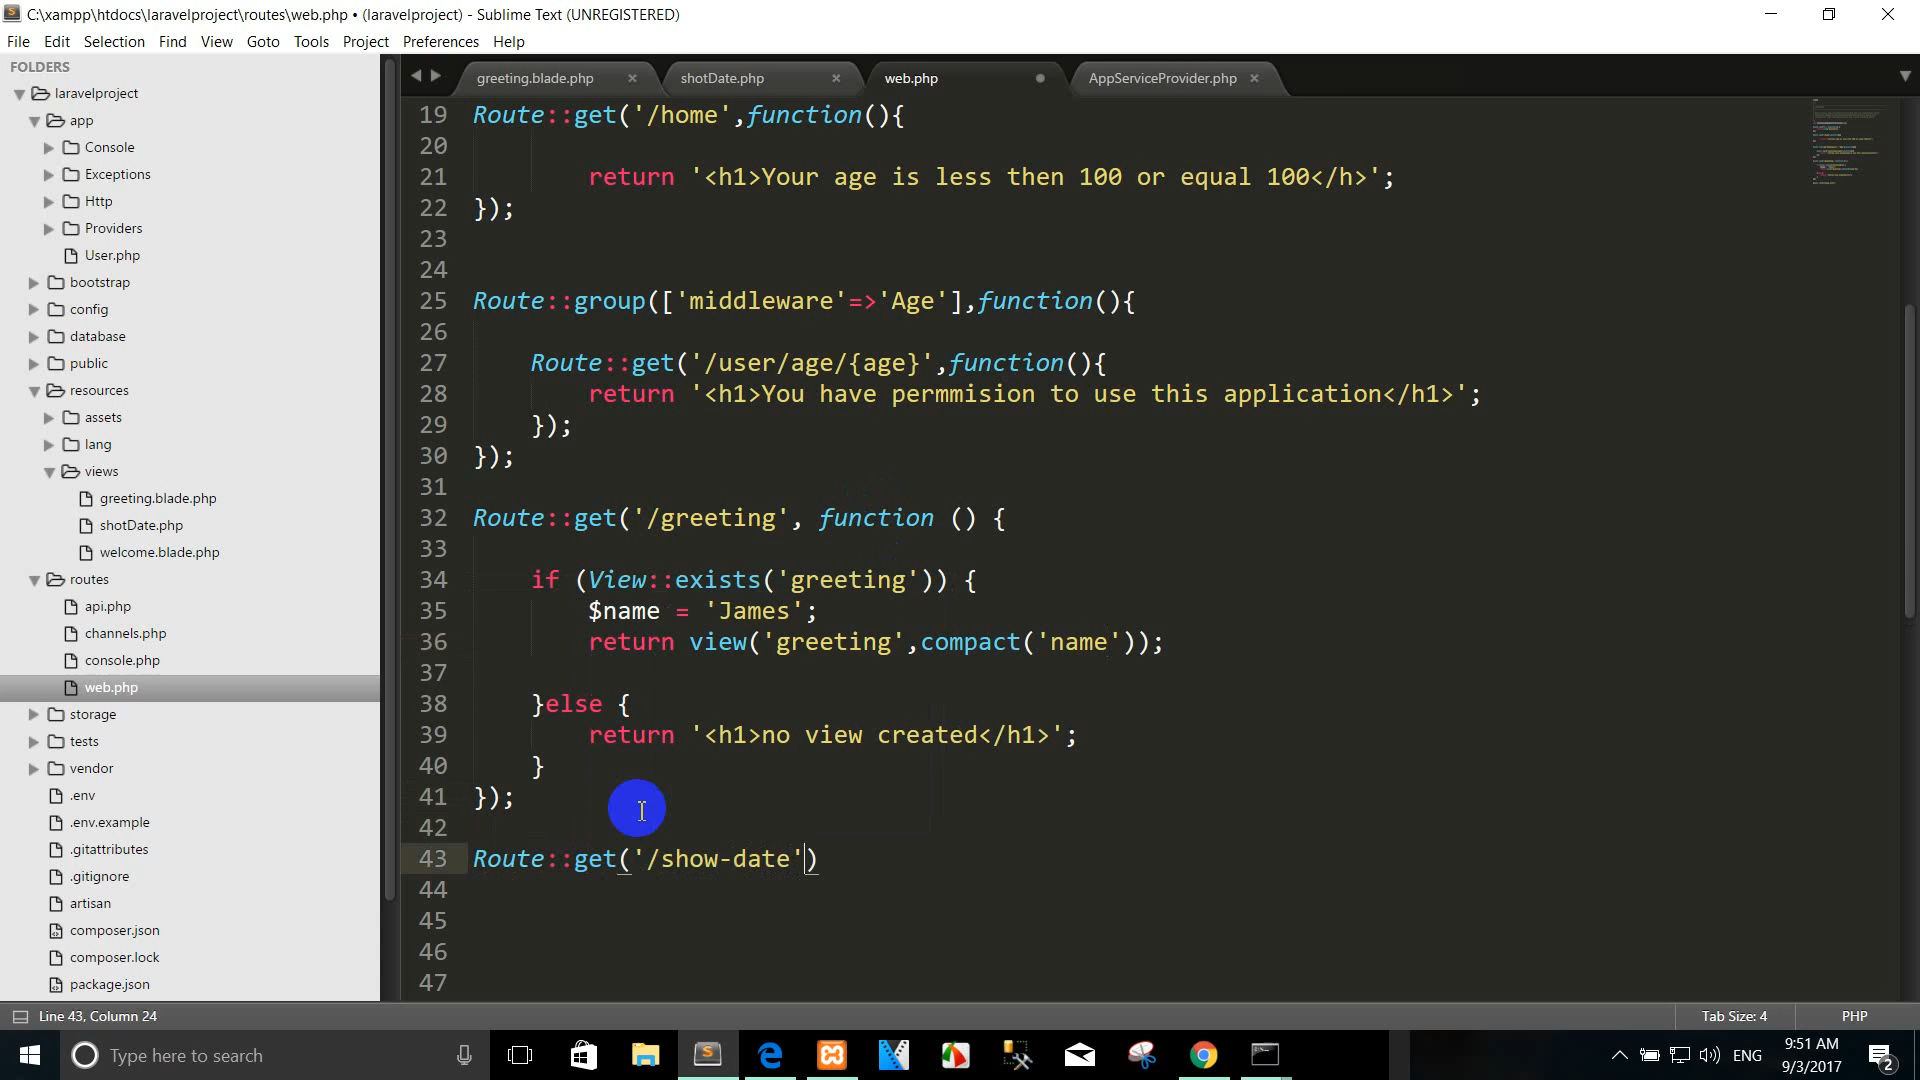 C:\xampp\htdocs\laravelproject\routes\web.php • (laravelproject) - Sublime Text (UNREGISTERED)
File Edit Selection Find View Goto Tools Project Preferences Help
FOLDERS
laravelproject
app
Console
Exceptions
Http
Providers
User.php
bootstrap
config
database
public
resources
assets
lang
views
greeting.blade.php
shotDate.php
welcome.blade.php
routes
api.php
channels.php
console.php
web.php
storage
tests
vendor
.env
.env.example
.gitattributes
.gitignore
artisan
composer.json
composer.lock
package.json
greeting.blade.php shotDate.php web.php AppServiceProvider.php
19 Route::get('/home',function(){
20
21 return '<h1>Your age is less then 100 or equal 100</h>';
22 });
23
24
25 Route::group(['middleware'=>'Age'],function(){
26
27 Route::get('/user/age/{age}',function(){
28 return '<h1>You have permmision to use this application</h1>';
29 });
30 });
31
32 Route::get('/greeting', function () {
33
34 if (View::exists('greeting')) {
35 $name = 'James';
36 return view('greeting',compact('name'));
37
38 }else {
39 return '<h1>no view created</h1>';
40 }
41 });
42
43 Route::get('/show-date')
44
45
46
47
Line 43, Column 24 Tab Size: 4 PHP
Type here to search
ENG
9:51 AM
9/3/2017
2